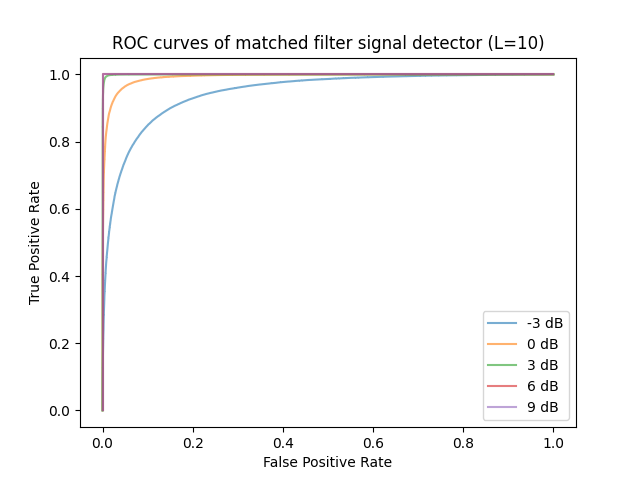 ROC curves of matched filter signal detector (L=10)
True Positive Rate
1.0
0.8
0.6
0.4
0.2
0.0
-3 dB
0 dB
3 dB
6 dB
9 dB
0.0 0.2 0.4 0.6 0.8 1.0
False Positive Rate